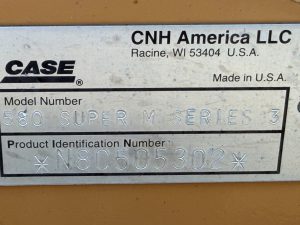 CNH America LLC
Racine, WI 53404 U.S.A.
CASE®
Made in U.S.A.
Model Number
580 SUPER M SERIES 3
Product Identification Number
*N8C505302*